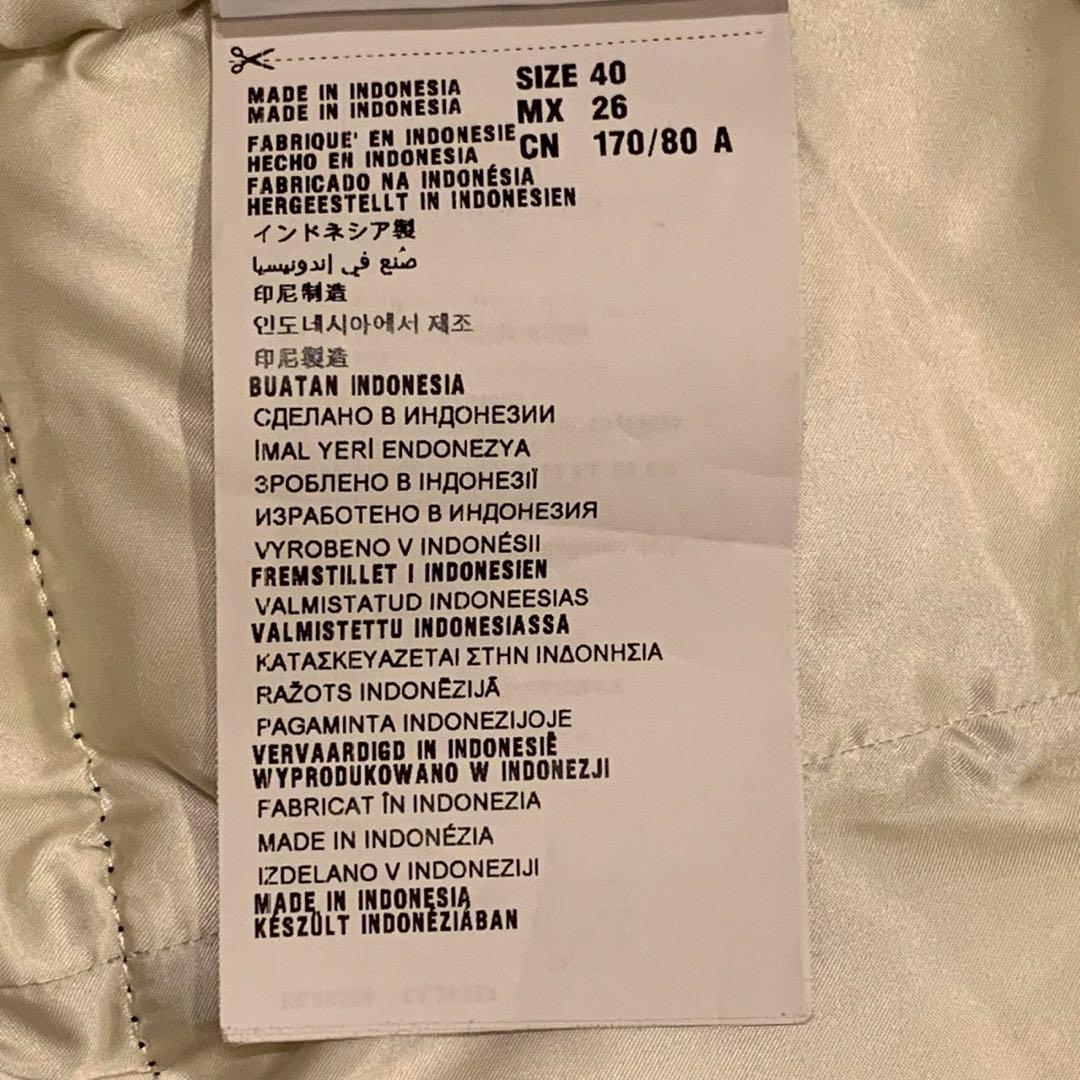 MADE IN INDONESIA
MADE IN INDONESIA
FABRIQUE' EN INDONESIE
HECHO EN INDONESIA
FABRICADO NA INDONÉSIA
HERGEESTELLT IN INDONESIEN
SIZE 40
MX 26
CN 170/80 A
インドネシア製
صُنع في إندونيسيا
印尼制造
인도네시아에서 제조
印尼製造
BUATAN INDONESIA
СДЕЛАНО В ИНДОНЕЗИИ
İMAL YERİ ENDONEZYA
ЗРОБЛЕНО В ІНДОНЕЗІЇ
ИЗРАБОТЕНО В ИНДОНЕЗИЯ
VYROBENO V INDONÉSII
FREMSTILLET I INDONESIEN
VALMISTATUD INDONEESIAS
VALMISTETTU INDONESIASSA
ΚΑΤΑΣΚΕΥΑΖΕΤΑΙ ΣΤΗΝ ΙΝΔΟΝΗΣΙΑ
RAŽOTS INDONĒZIJĀ
PAGAMINTA INDONEZIJOJE
VERVAARDIGD IN INDONESIË
WYPRODUKOWANO W INDONEZJI
FABRICAT ÎN INDONEZIA
MADE IN INDONÉZIA
IZDELANO V INDONEZIJI
MADE IN INDONESIA
KÉSZÜLT INDONÉZIÁBAN